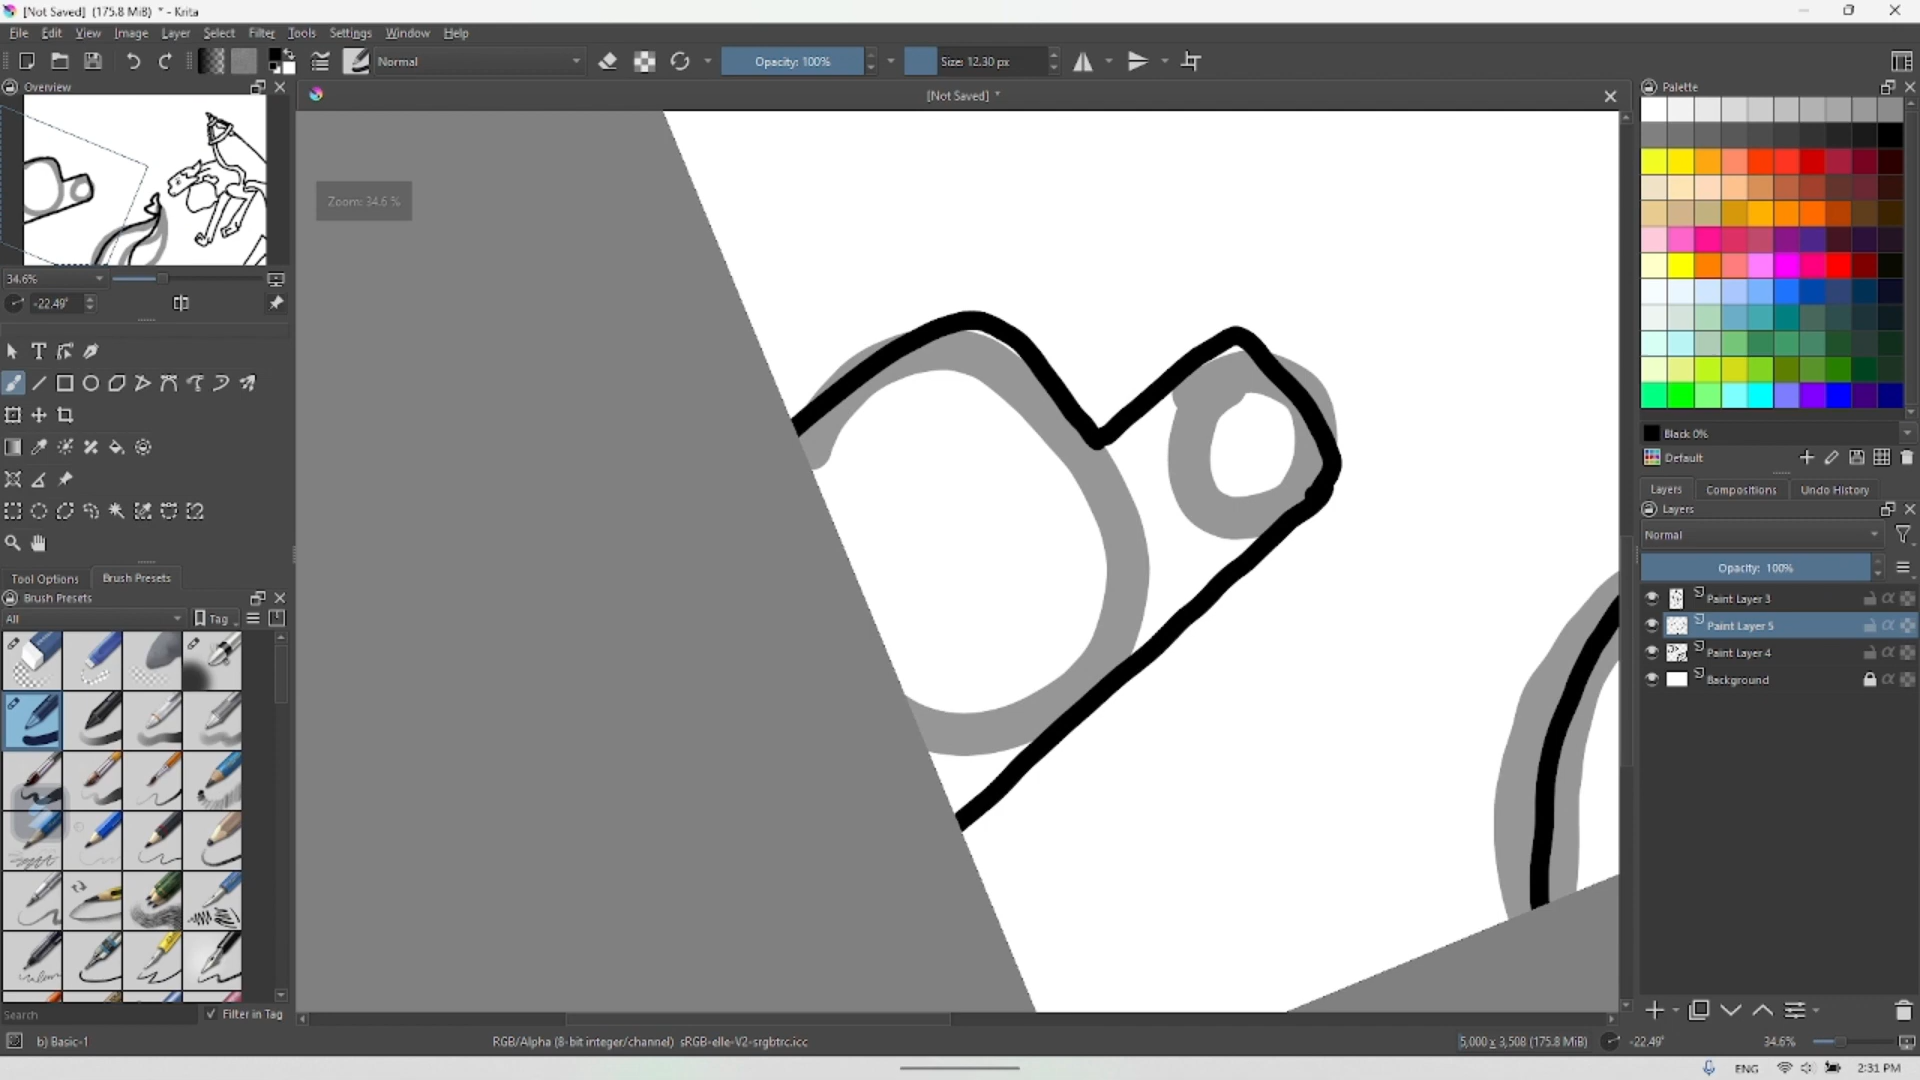 [Not Saved] (175.8 MiB) * - Krita
File Edit View Image Layer Select Filter Tools Settings Window Help
Normal
Opacity: 100%
Size: 12.30 px
Overview
[Not Saved] *
Palette
Zoom: 34.6 %
34.6%
-22.49°
Black 0%
Default
Layers Compositions Undo History
Layers
Normal
Opacity: 100%
Paint Layer 3
Paint Layer 5
Paint Layer 4
Background
Tool Options Brush Presets
Brush Presets
All
Tag
Search
Filter in Tag
b) Basic-1
RGB/Alpha (8-bit integer/channel) sRGB-elle-V2-srgbtrc.icc
5,000 x 3,508 (175.8 MiB)
-22.49°
34.6%
ENG
2:31 PM